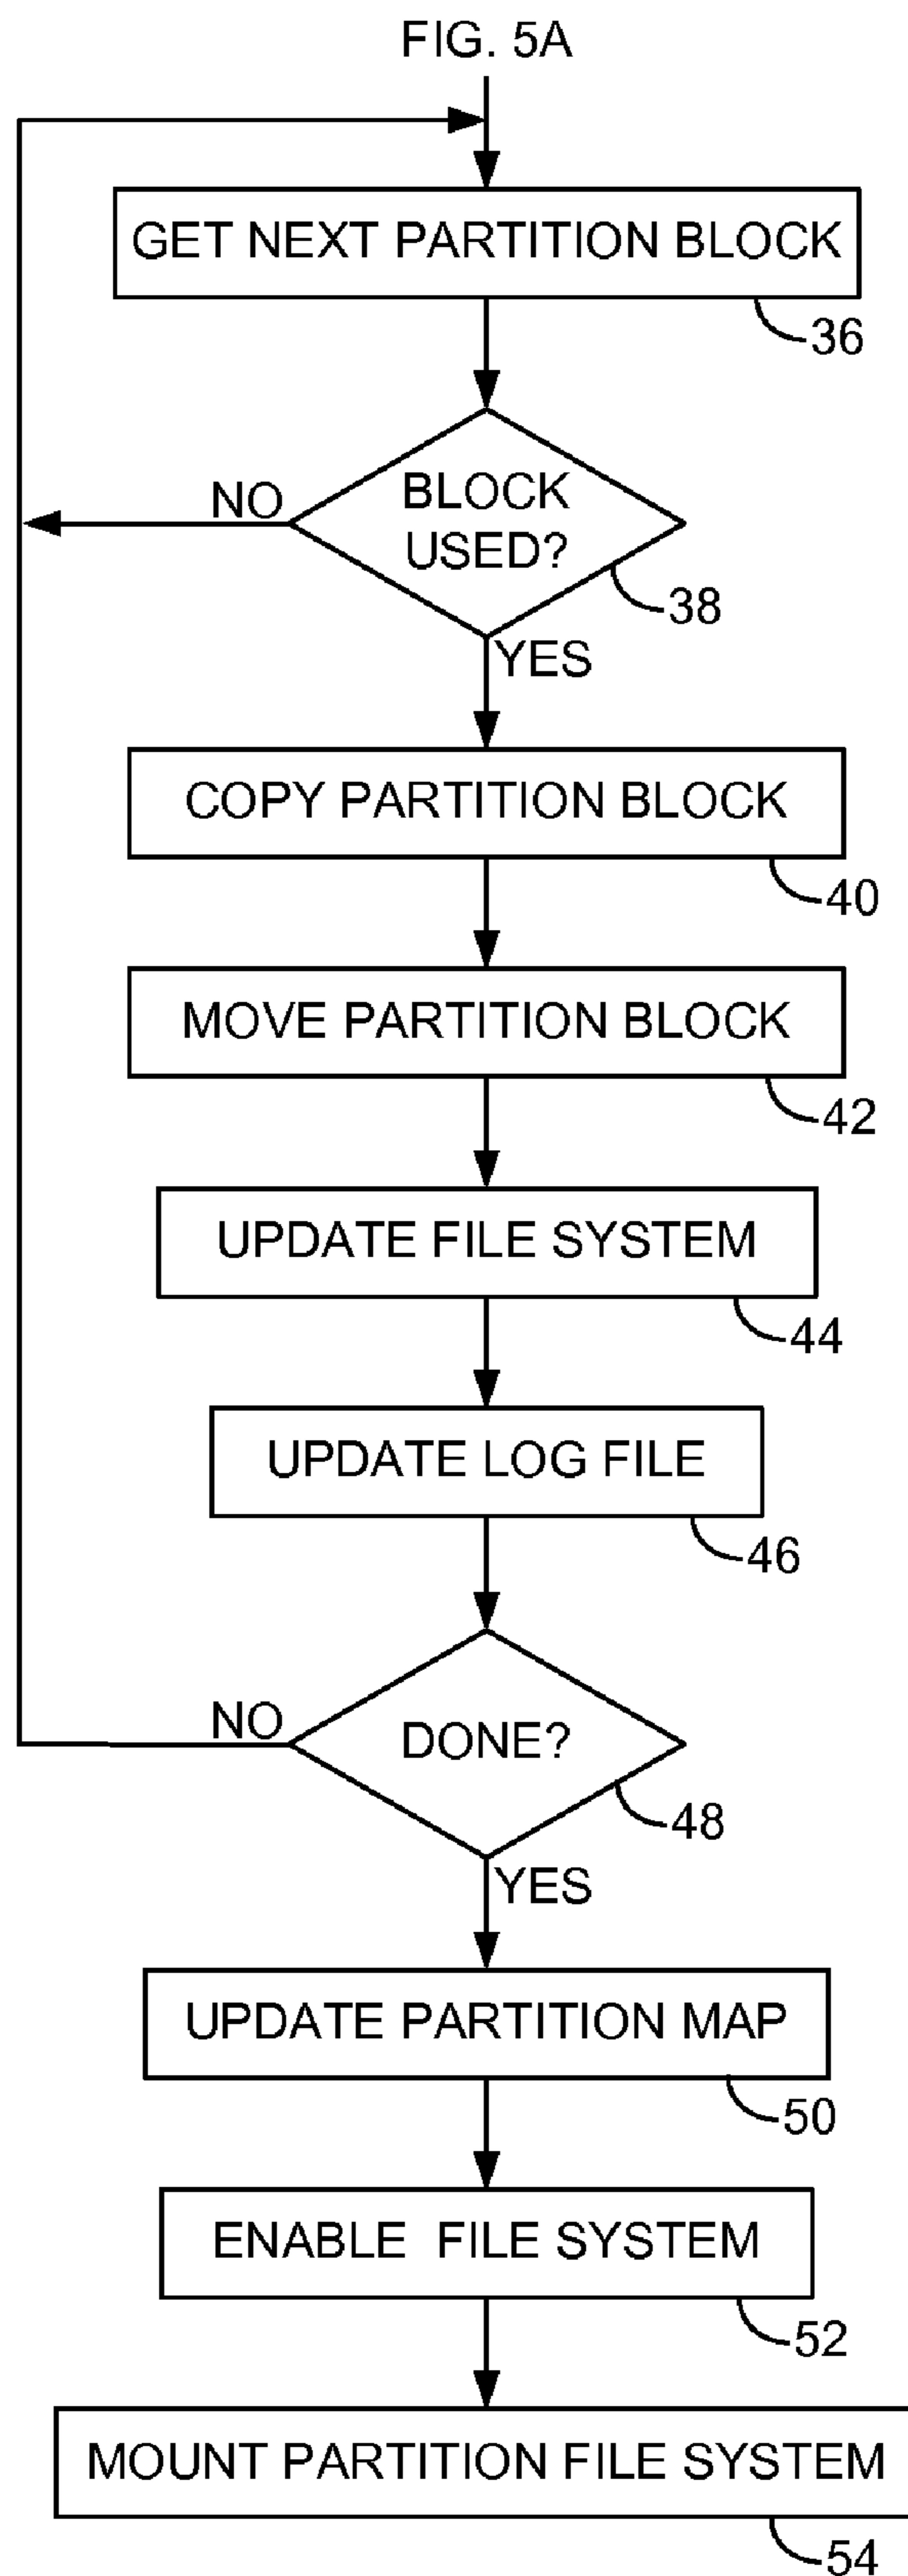 FIG. 5A
GET NEXT PARTITION BLOCK
36
NO
BLOCK
USED?
38
YES
COPY PARTITION BLOCK
40
MOVE PARTITION BLOCK
42
UPDATE FILE SYSTEM
44
UPDATE LOG FILE
46
NO
DONE?
48
YES
UPDATE PARTITION MAP
50
ENABLE FILE SYSTEM
52
MOUNT PARTITION FILE SYSTEM
54